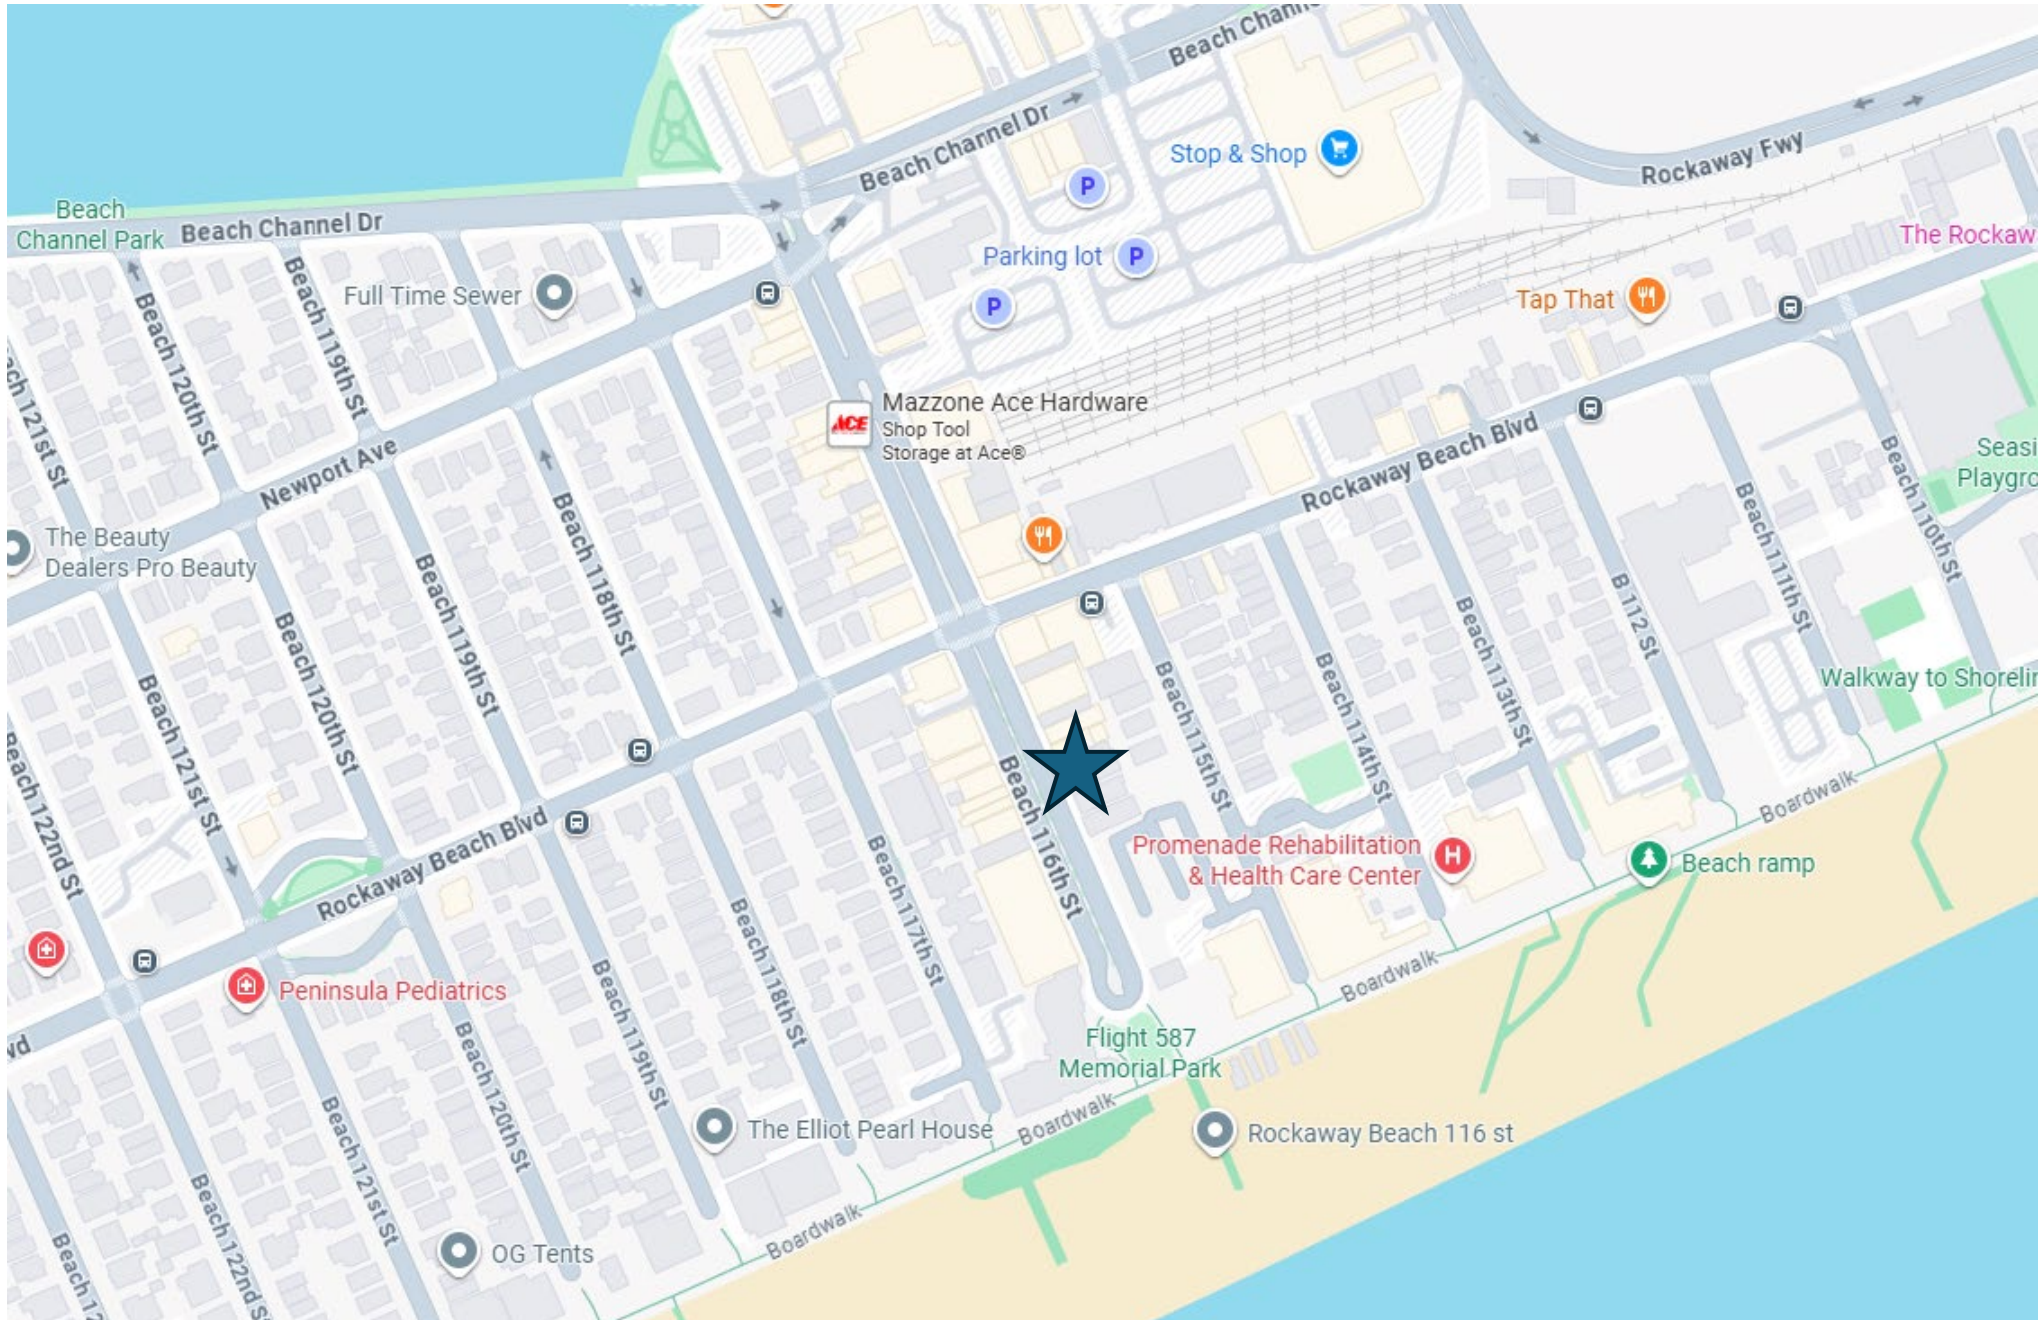 Beach Channel Dr
Beach Channel Dr
Stop & Shop
Rockaway Fwy
Beach
Channel Park
Beach Channel Dr
Parking lot
P
P
P
Full Time Sewer
Tap That
Beach 120th St
Beach 119th St
ACE
Mazzone Ace Hardware
Shop Tool
Storage at Ace®
Newport Ave
Rockaway Beach Blvd
The Beauty
Dealers Pro Beauty
Beach 118th St
Beach 119th St
Beach 120th St
Beach 121st St
Beach 110th St
Beach 111th St
B 112 St
Beach 113th St
Beach 114th St
Beach 115th St
Beach 116th St
Beach 117th St
Rockaway Beach Blvd
Promenade Rehabilitation
& Health Care Center
H
Beach ramp
Boardwalk
Boardwalk
Peninsula Pediatrics
Beach 122nd St
Beach 118th St
Beach 119th St
Beach 120th St
Beach 121st St
Flight 587
Memorial Park
Boardwalk
The Elliot Pearl House
Rockaway Beach 116 st
Boardwalk
OG Tents